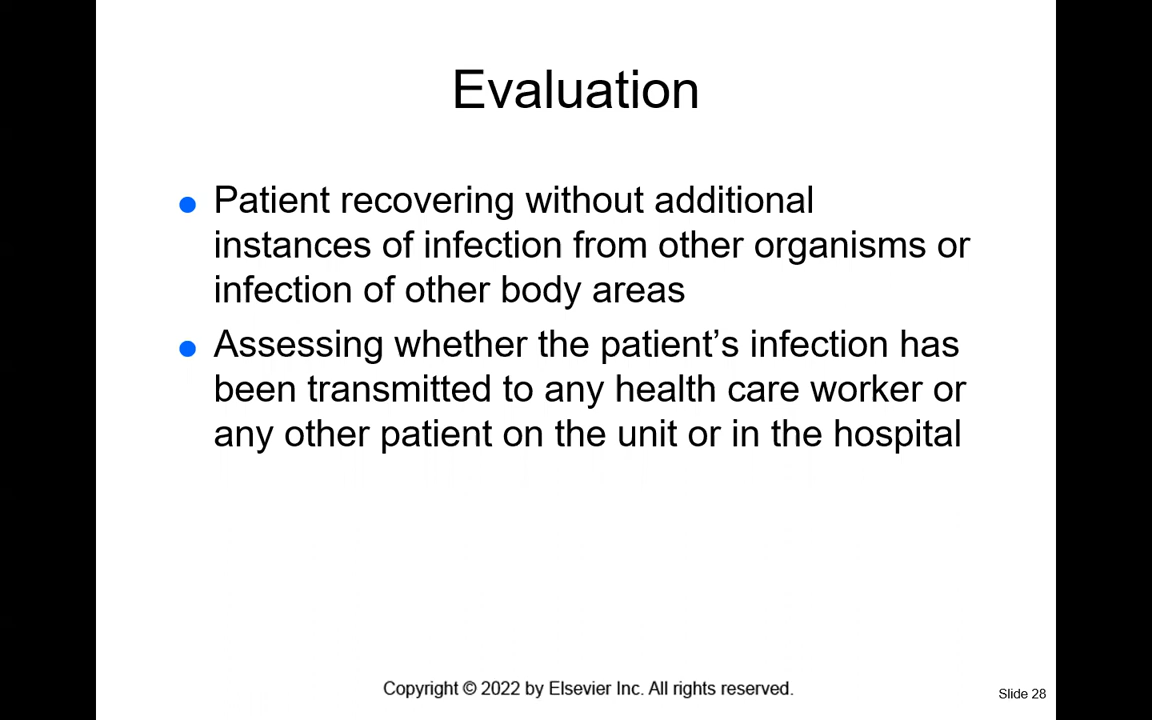 Evaluation
Patient recovering without additional
instances of infection from other organisms or
infection of other body areas
Assessing whether the patient’s infection has
been transmitted to any health care worker or
any other patient on the unit or in the hospital
Copyright © 2022 by Elsevier Inc. All rights reserved.
Slide 28